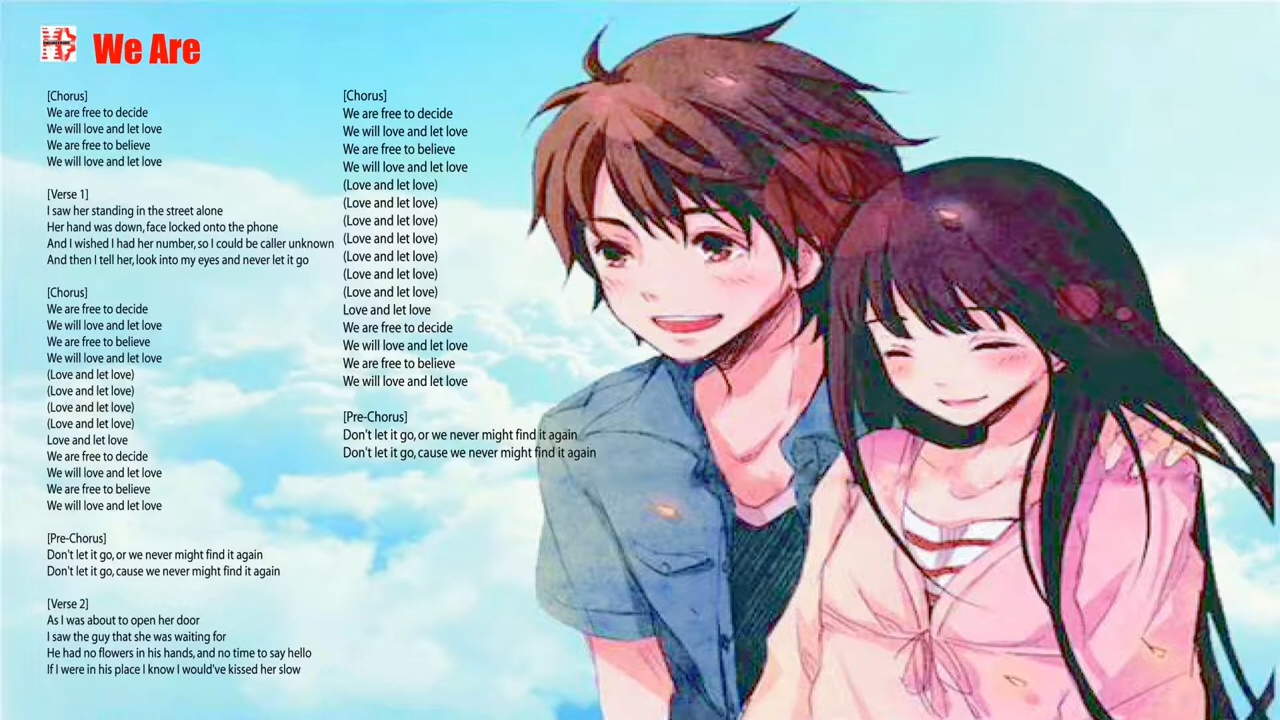 We Are
[Chorus]
We are free to decide
We will love and let love
We are free to believe
We will love and let love
[Verse 1]
I saw her standing in the street alone
Her hand was down, face locked onto the phone
And I wished I had her number, so I could be caller unknown
And then I tell her, look into my eyes and never let it go
[Chorus]
We are free to decide
We will love and let love
We are free to believe
We will love and let love
(Love and let love)
(Love and let love)
(Love and let love)
(Love and let love)
Love and let love
We are free to decide
We will love and let love
We are free to believe
We will love and let love
[Pre-Chorus]
Don't let it go, or we never might find it again
Don't let it go, cause we never might find it again
[Verse 2]
As I was about to open her door
I saw the guy that she was waiting for
He had no flowers in his hands, and no time to say hello
If I were in his place I know I would've kissed her slow
[Chorus]
We are free to decide
We will love and let love
We are free to believe
We will love and let love
(Love and let love)
(Love and let love)
(Love and let love)
(Love and let love)
(Love and let love)
(Love and let love)
(Love and let love)
Love and let love
We are free to decide
We will love and let love
We are free to believe
We will love and let love
[Pre-Chorus]
Don't let it go, or we never might find it again
Don't let it go, cause we never might find it again